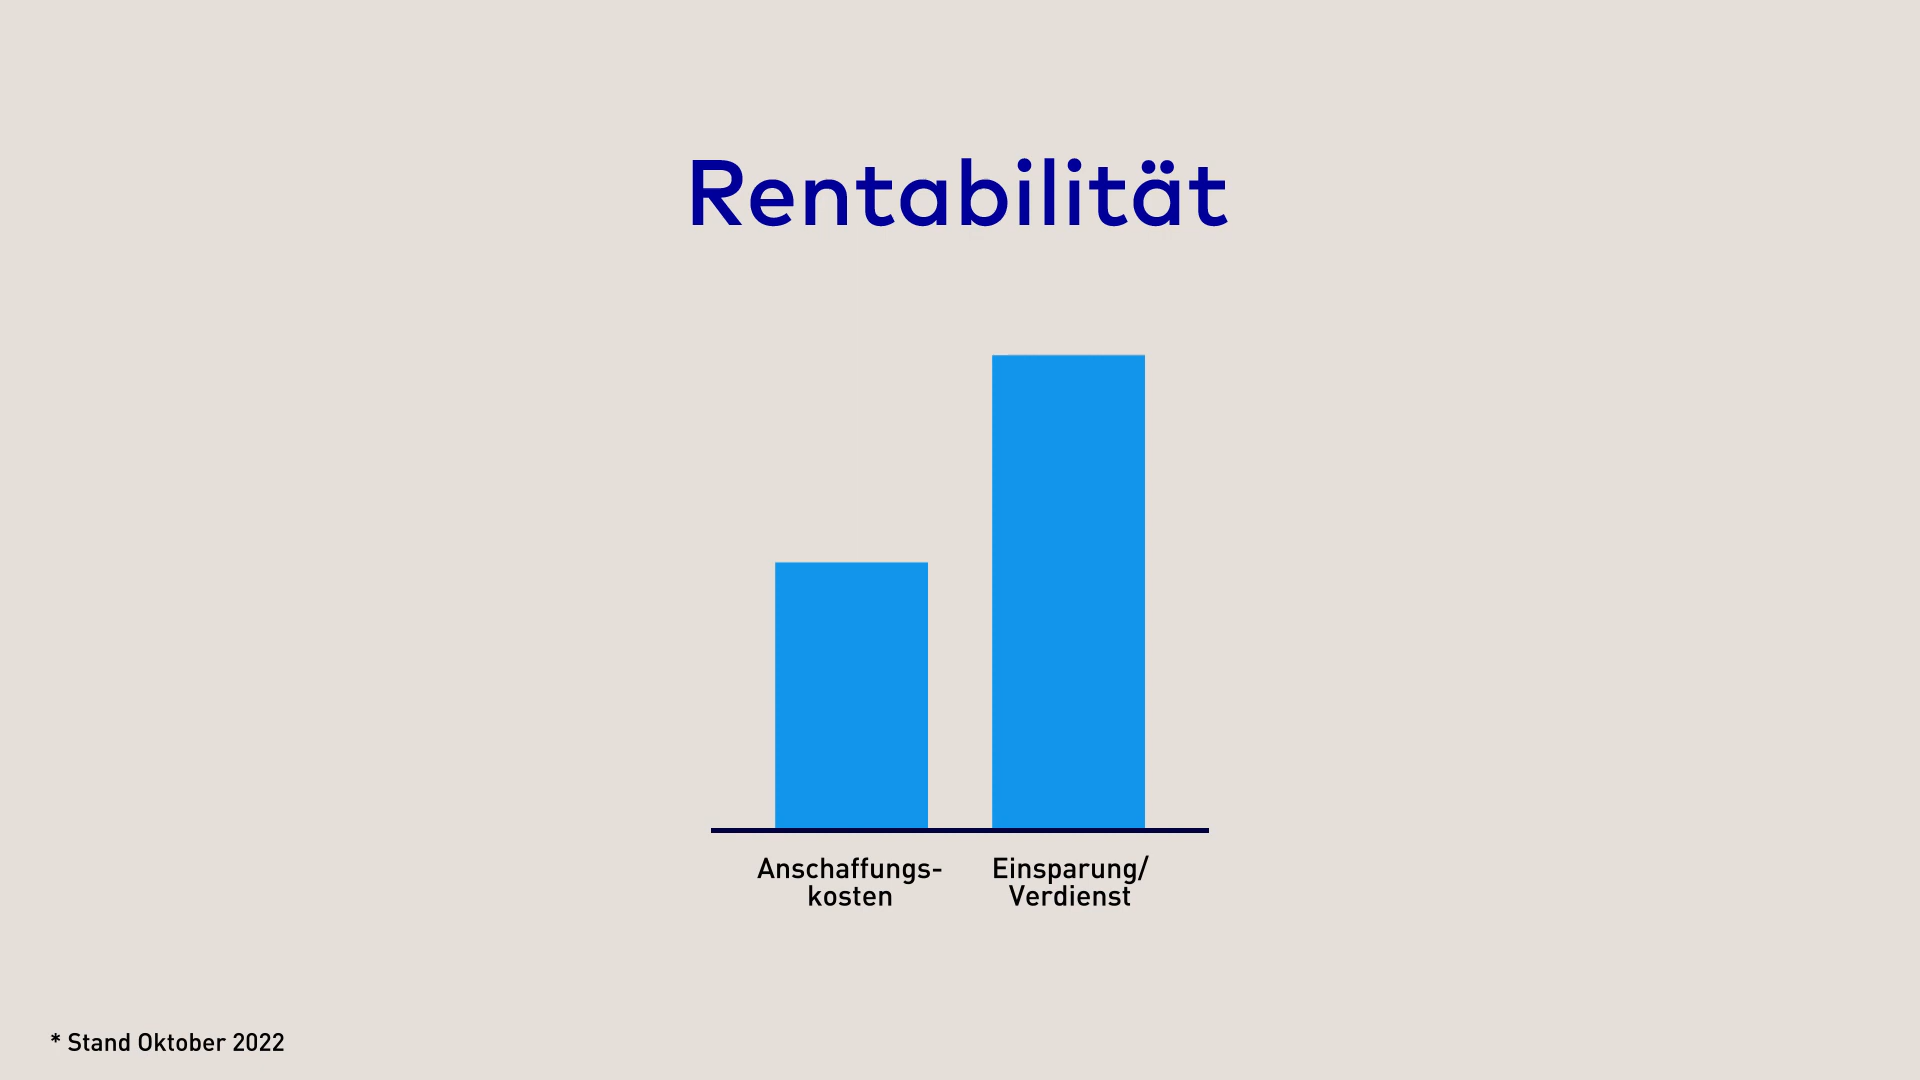 Rentabilität
Anschaffungs-
kosten
Einsparung/
Verdienst
* Stand Oktober 2022